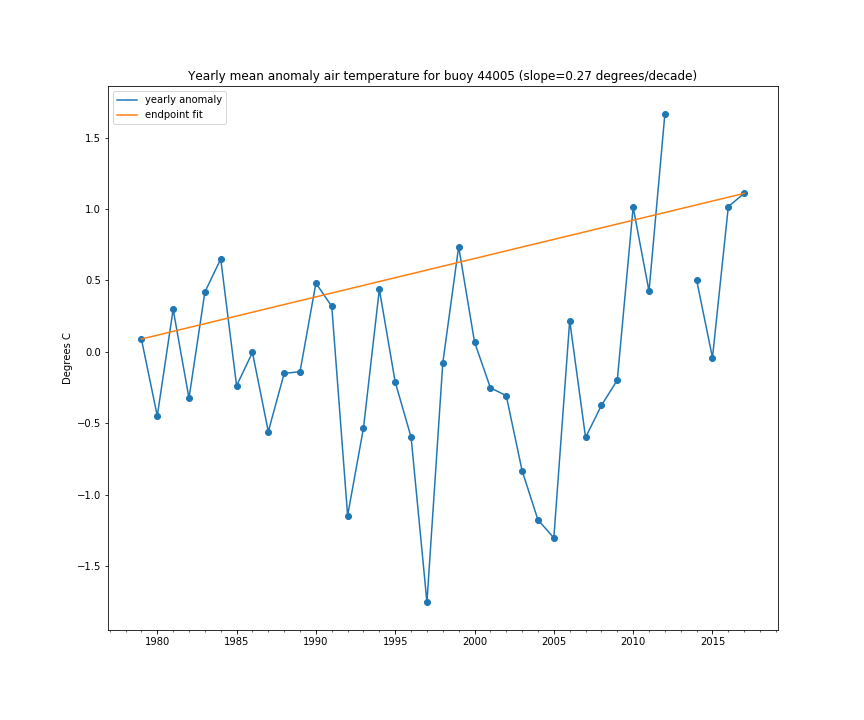 Yearly mean anomaly air temperature for buoy 44005 (slope=0.27 degrees/decade)
yearly anomaly
endpoint fit
1.5
1.0
0.5
0.0
−0.5
−1.0
−1.5
Degrees C
1980 1985 1990 1995 2000 2005 2010 2015